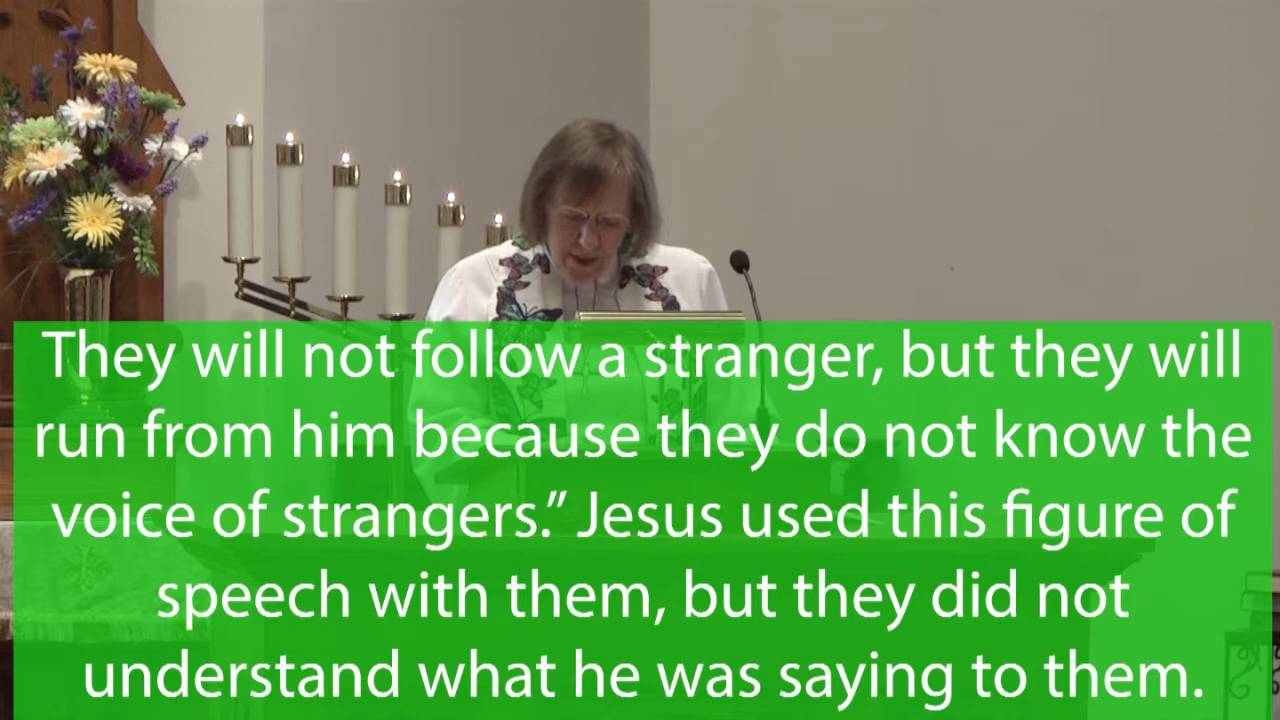 They will not follow a stranger, but they will
run from him because they do not know the
voice of strangers.” Jesus used this figure of
speech with them, but they did not
understand what he was saying to them.